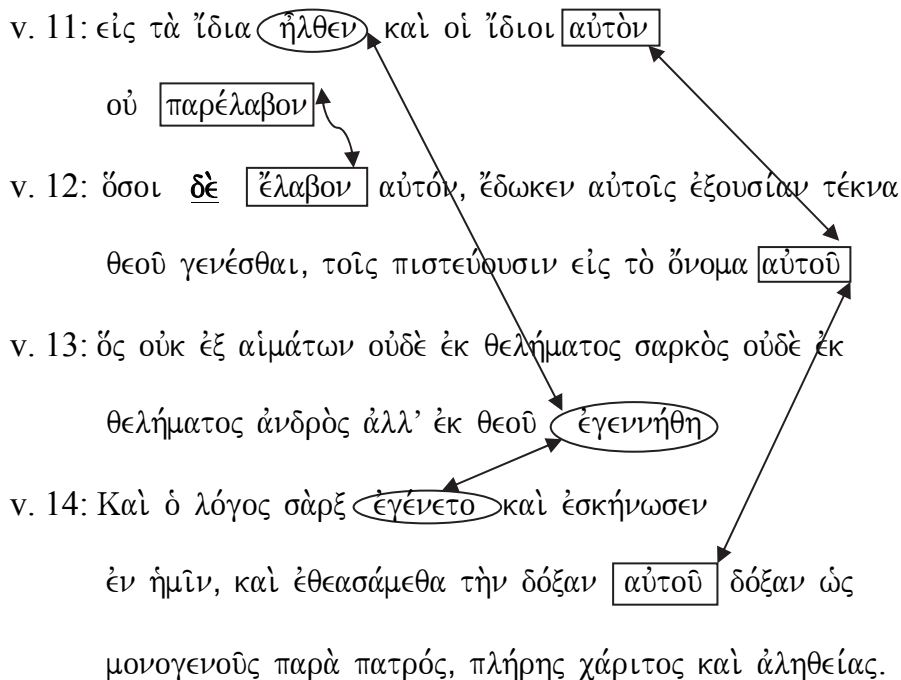 v. 11: εἰς τὰ ἴδια ἦλθεν καὶ οἱ ἴδιοι αὐτὸν
οὐ παρέλαβον
v. 12: ὅσοι δὲ ἔλαβον αὐτόν, ἔδωκεν αὐτοῖς ἐξουσίαν τέκνα
θεοῦ γενέσθαι, τοῖς πιστεύουσιν εἰς τὸ ὄνομα αὐτοῦ
v. 13: ὅς οὐκ ἐξ αἱμάτων οὐδὲ ἐκ θελήματος σαρκὸς οὐδὲ ἐκ
θελήματος ἀνδρὸς ἀλλ’ ἐκ θεοῦ ἐγεννήθη
v. 14: Καὶ ὁ λόγος σὰρξ ἐγένετο καὶ ἐσκήνωσεν
ἐν ἡμῖν, καὶ ἐθεασάμεθα τὴν δόξαν αὐτοῦ δόξαν ὡς
μονογενοῦς παρὰ πατρός, πλήρης χάριτος καὶ ἀληθείας.